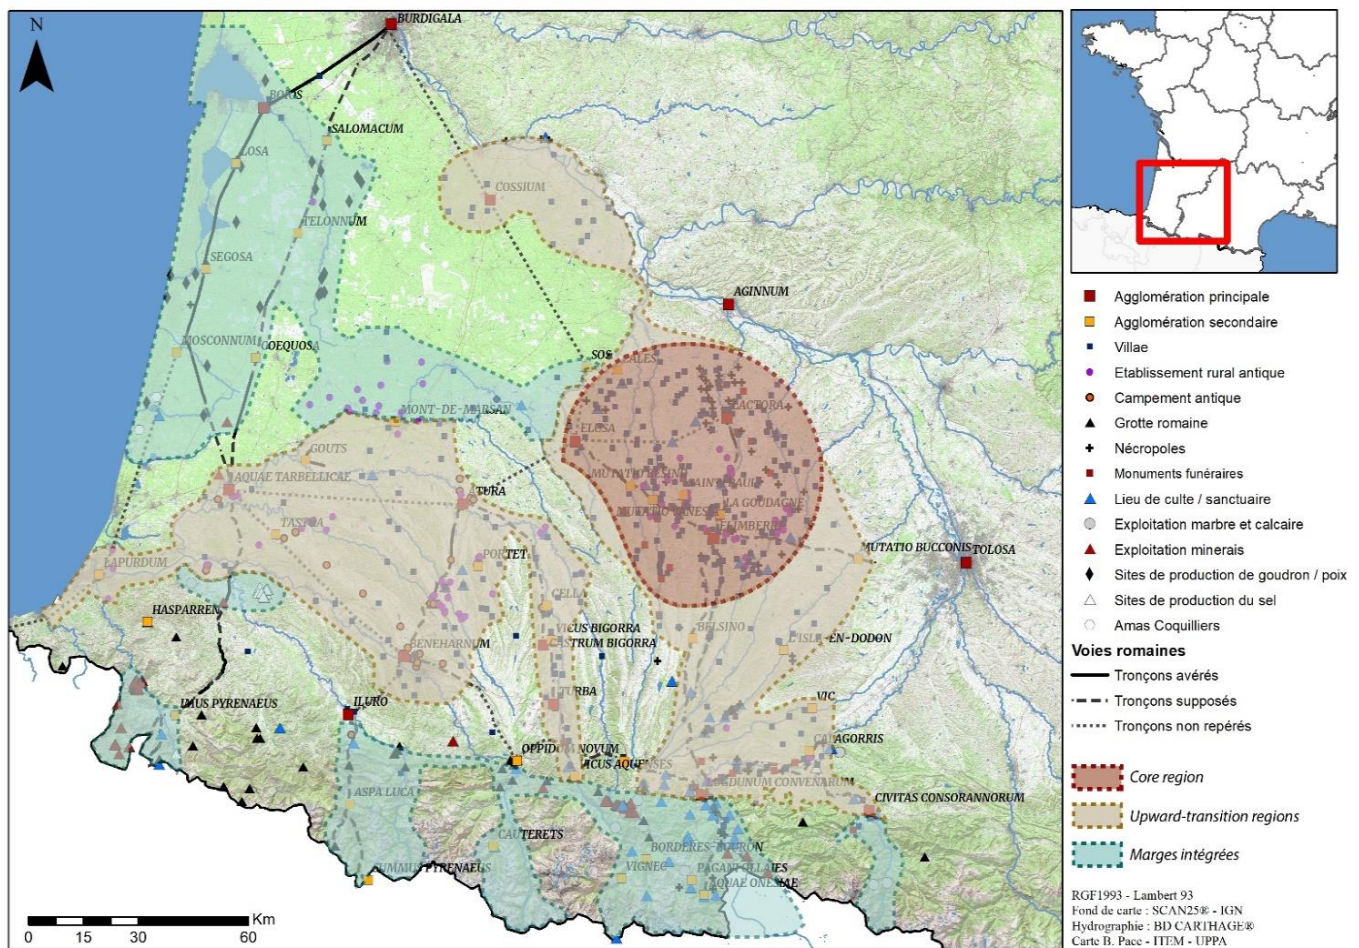 N
BURDIGALA
BOIOS
SALOMACUM
LOSA
COSSIUM
TELONNUM
SEGOSA
AGINNUM
MOSCONNUM
COEQUOSA
SOS
MONT-DE-MARSAN
LACTORA
ELUSA
GOUTS
AQUAE TARBELLICAE
ATURA
LA GOUDAGNE
TOLOSA
MUTATIO BUCCONIS
LAPURDUM
HASPARREN
CELLA
VICUS BIGORRA
CASTRUM BIGORRA
BELSINO
L'ISLE-EN-DODON
BENEHARNUM
TURBA
VIC
IMUS PYRENAEUS
ILURO
CALAGORRIS
OPPIDUM NOVUM
LUGDUNUM CONVENARUM
CIVITAS CONSORANNORUM
ASPA LUCA
CAUTERETS
SUMMUS PYRENAEUS
VIGNEC
AQUAE ONESIAE
0 15 30 60 Km
Agglomération principale
Agglomération secondaire
Villae
Etablissement rural antique
Campement antique
Grotte romaine
Nécropoles
Monuments funéraires
Lieu de culte / sanctuaire
Exploitation marbre et calcaire
Exploitation minerais
Sites de production de goudron / poix
Sites de production du sel
Amas Coquilliers
Voies romaines
Tronçons avérés
Tronçons supposés
Tronçons non repérés
Core region
Upward-transition regions
Marges intégrées
RGF1993 - Lambert 93
Fond de carte : SCAN25® - IGN
Hydrographie : BD CARTHAGE®
Carte B. Pace - ITEM - UPPA